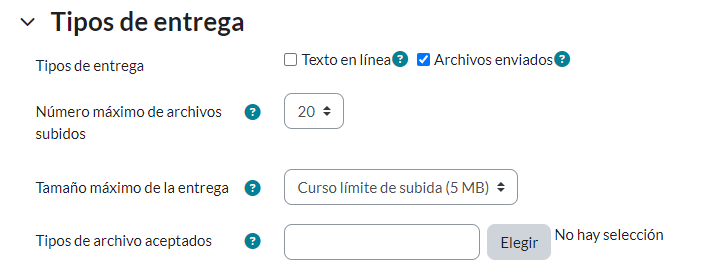 Tipos de entrega
Tipos de entrega Texto en línea ? Archivos enviados ?
Número máximo de archivos subidos ? 20
Tamaño máximo de la entrega ? Curso límite de subida (5 MB)
Tipos de archivo aceptados ? Elegir No hay selección